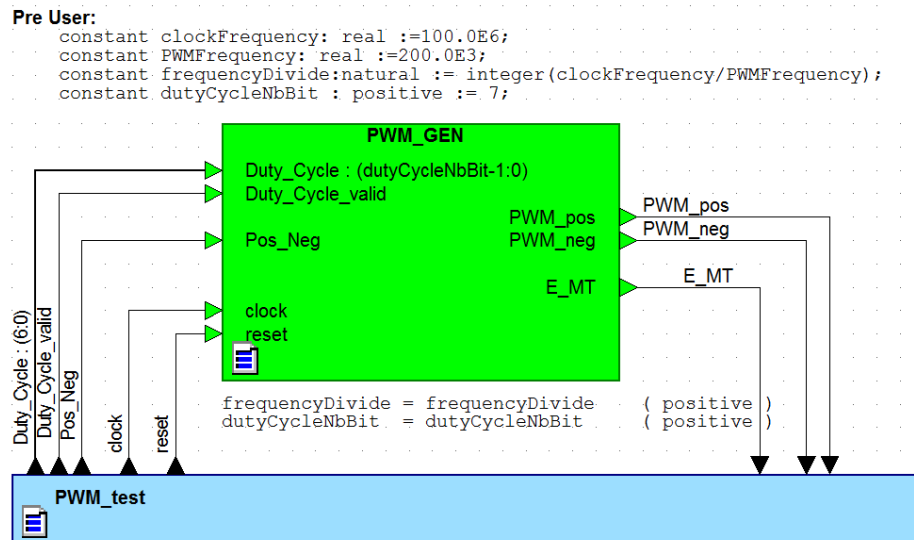 Pre User:
constant clockFrequency: real :=100.0E6;
constant PWMFrequency: real :=200.0E3;
constant frequencyDivide:natural := integer(clockFrequency/PWMFrequency);
constant dutyCycleNbBit : positive := 7;
PWM_GEN
Duty_Cycle : (dutyCycleNbBit-1:0)
Duty_Cycle_valid
PWM_pos
PWM_pos
PWM_neg
Pos_Neg
PWM_neg
E_MT
E_MT
clock
reset
Duty_Cycle : (6:0)
Duty_Cycle_valid
Pos_Neg
clock
reset
frequencyDivide = frequencyDivide ( positive )
dutyCycleNbBit = dutyCycleNbBit ( positive )
PWM_test